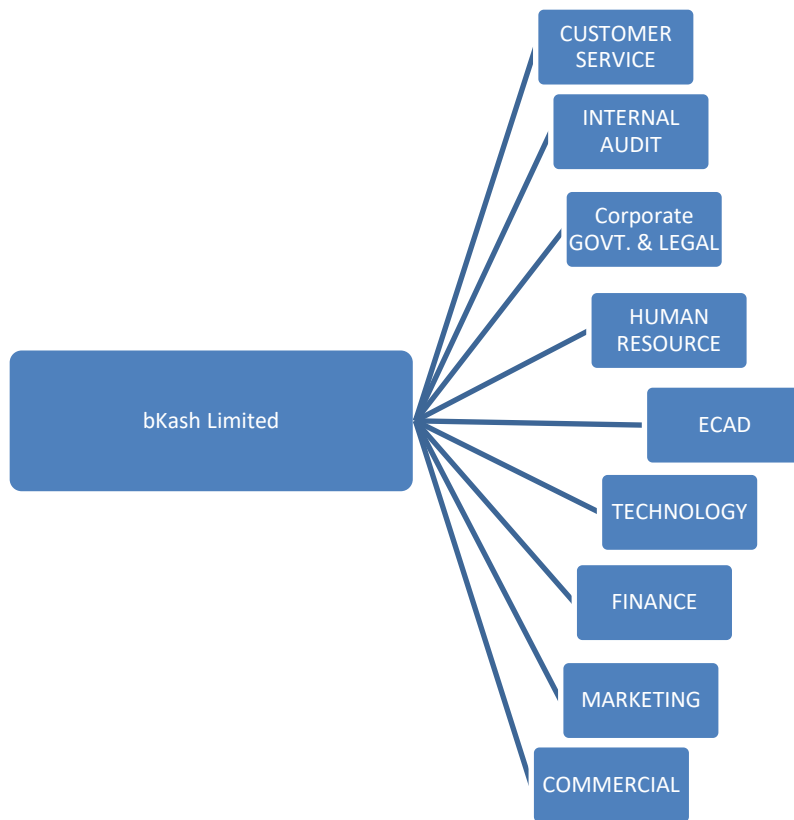 CUSTOMER
SERVICE
INTERNAL
AUDIT
Corporate
GOVT. & LEGAL
HUMAN
RESOURCE
bKash Limited
ECAD
TECHNOLOGY
FINANCE
MARKETING
COMMERCIAL